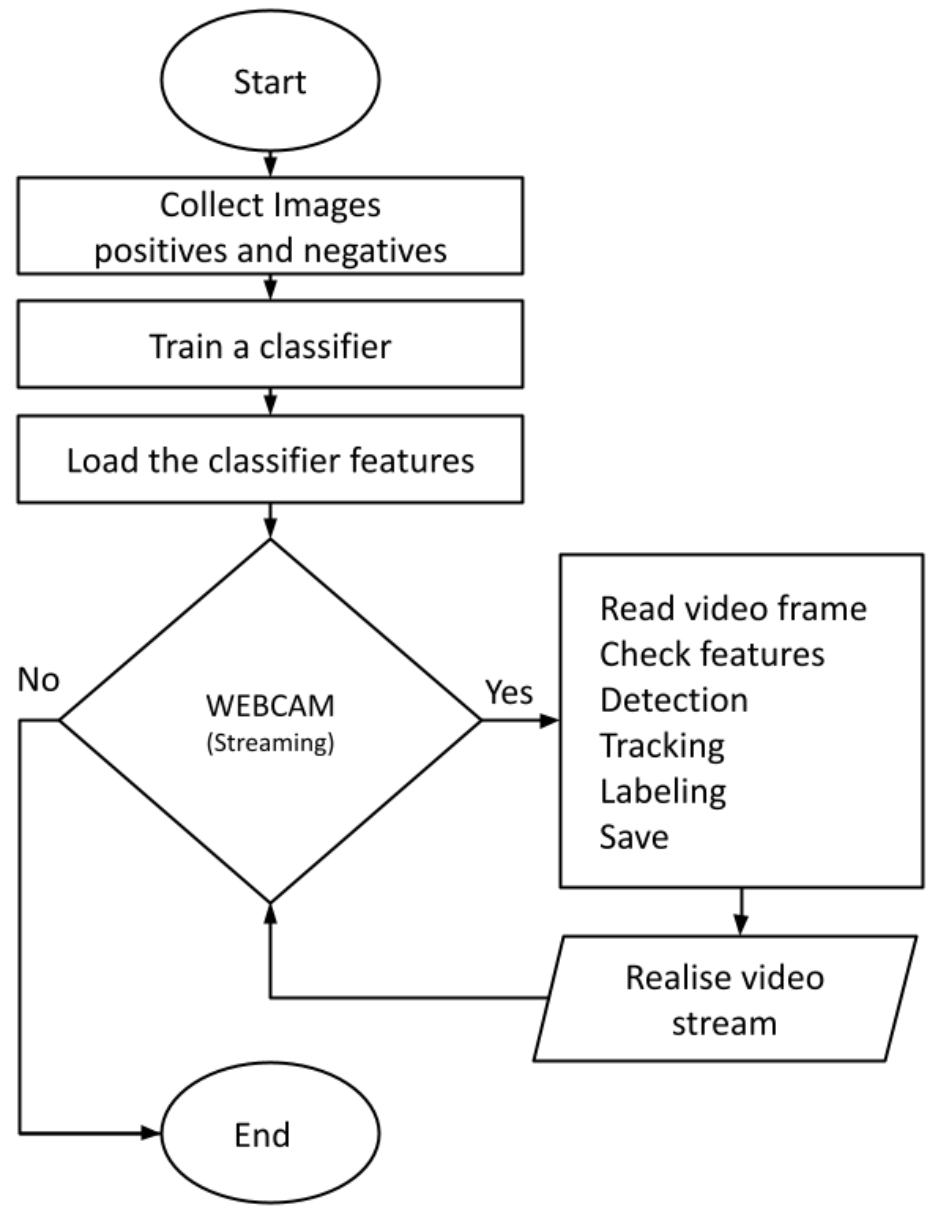 Start
Collect Images
positives and negatives
Train a classifier
Load the classifier features
No
WEBCAM
(Streaming)
Yes
Read video frame
Check features
Detection
Tracking
Labeling
Save
Realise video
stream
End